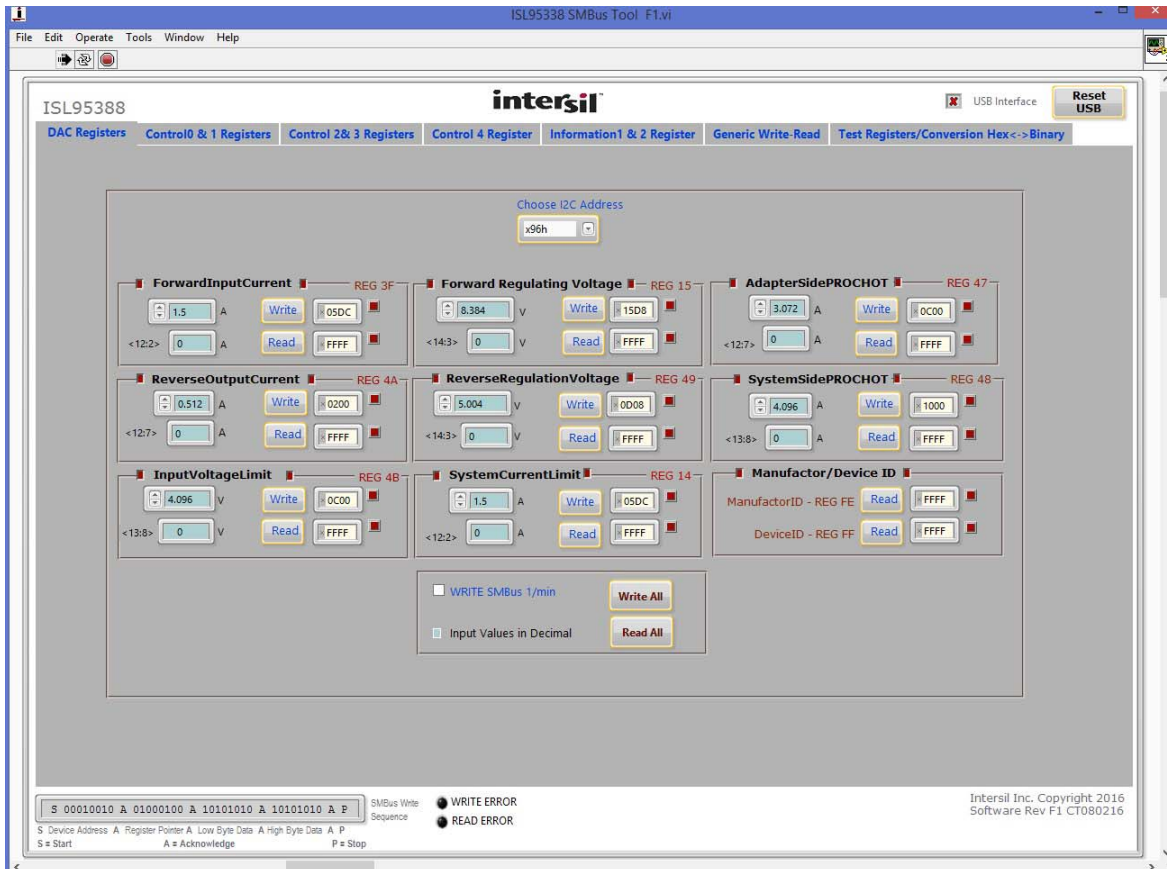 ISL95338 SMBus Tool F1.vi
File Edit Operate Tools Window Help
ISL95388
intersil
USB Interface
Reset USB
DAC Registers Control0 & 1 Registers Control 2& 3 Registers Control 4 Register Information1 & 2 Register Generic Write-Read Test Registers/Conversion Hex<->Binary
Choose I2C Address
x96h
ForwardInputCurrent REG 3F
1.5 A Write x 05DC
<12:2> 0 A Read x FFFF
Forward Regulating Voltage REG 15
8.384 V Write x 15D8
<14:3> 0 V Read x FFFF
AdapterSidePROCHOT REG 47
3.072 A Write x 0C00
<12:7> 0 A Read x FFFF
ReverseOutputCurrent REG 4A
0.512 A Write x 0200
<12:7> 0 A Read x FFFF
ReverseRegulationVoltage REG 49
5.004 V Write x 0D08
<14:3> 0 V Read x FFFF
SystemSidePROCHOT REG 48
4.096 A Write x 1000
<13:8> 0 A Read x FFFF
InputVoltageLimit REG 4B
4.096 V Write x 0C00
<13:8> 0 V Read x FFFF
SystemCurrentLimit REG 14
1.5 A Write x 05DC
<12:2> 0 A Read x FFFF
Manufactor/Device ID
ManufactorID - REG FE Read x FFFF
DeviceID - REG FF Read x FFFF
WRITE SMBus 1/min Write All
Input Values in Decimal Read All
S 00010010 A 01000100 A 10101010 A 10101010 A P
SMBus Write Sequence
S Device Address A Register Pointer A Low Byte Data A High Byte Data A P
S = Start A = Acknowledge P = Stop
WRITE ERROR
READ ERROR
Intersil Inc. Copyright 2016
Software Rev F1 CT080216